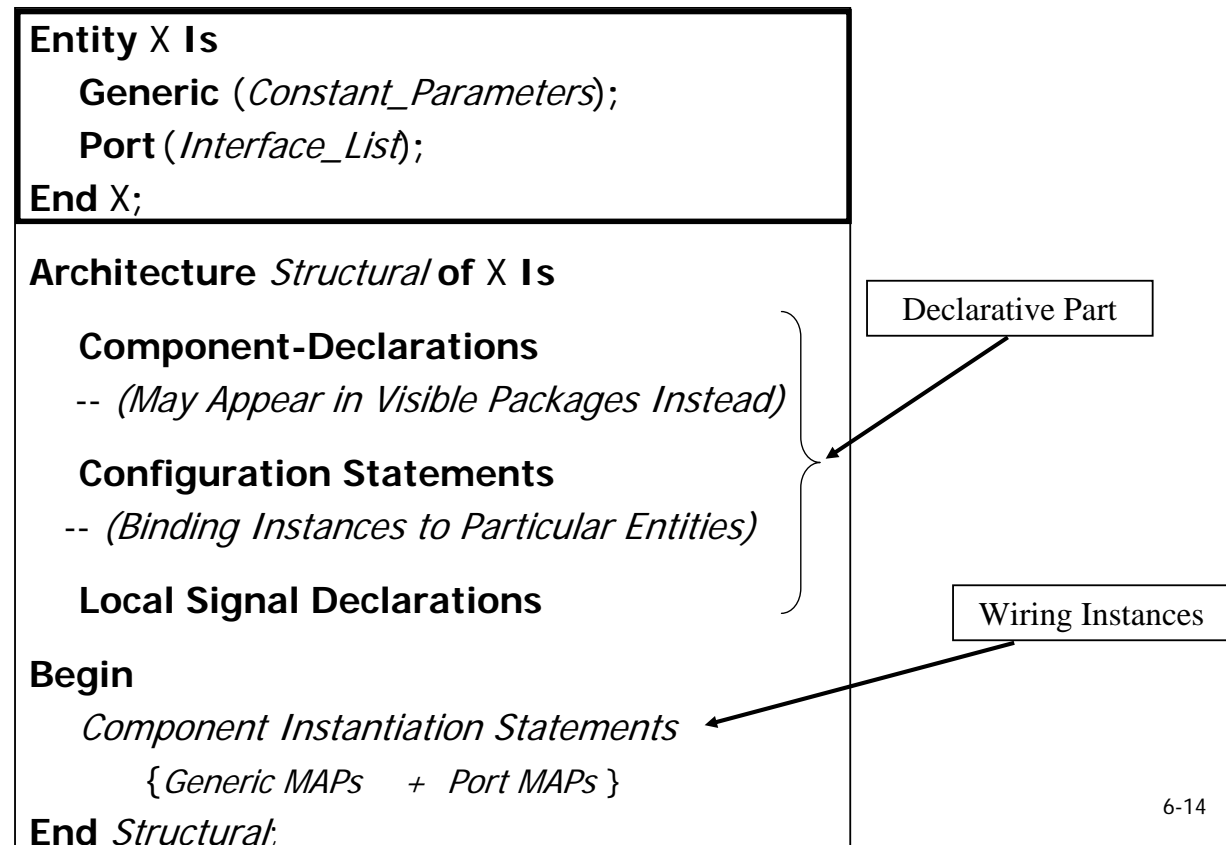 Entity X Is
Generic (Constant_Parameters);
Port (Interface_List);
End X;
Architecture Structural of X Is
Declarative Part
Component-Declarations
-- (May Appear in Visible Packages Instead)
Configuration Statements
-- (Binding Instances to Particular Entities)
Local Signal Declarations
Wiring Instances
Begin
Component Instantiation Statements
{Generic MAPs + Port MAPs }
End Structural;
6-14